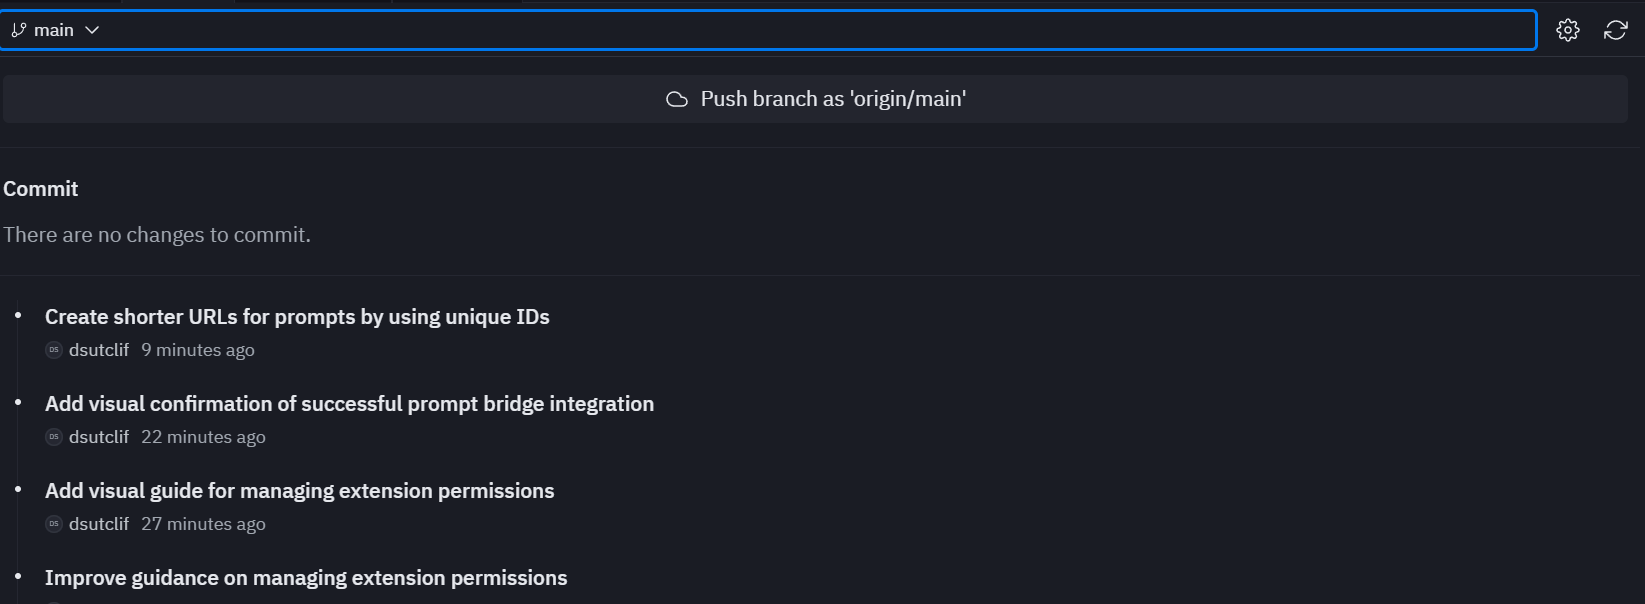 main
Push branch as 'origin/main'
Commit
There are no changes to commit.
Create shorter URLs for prompts by using unique IDs
DS dsutclif 9 minutes ago
Add visual confirmation of successful prompt bridge integration
DS dsutclif 22 minutes ago
Add visual guide for managing extension permissions
DS dsutclif 27 minutes ago
Improve guidance on managing extension permissions